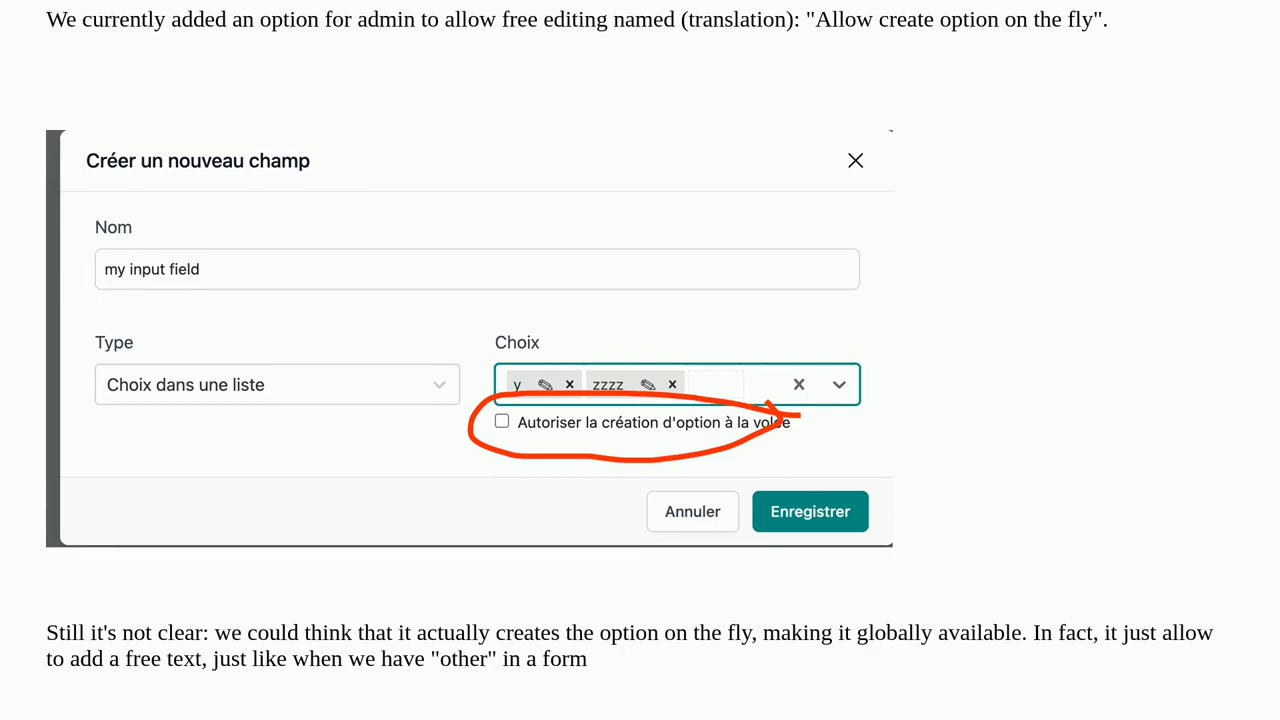 We currently added an option for admin to allow free editing named (translation): "Allow create option on the fly".
Créer un nouveau champ
Nom
my input field
Type
Choix
Choix dans une liste
y
zzzz
Autoriser la création d'option à la volée
Annuler
Enregistrer
Still it's not clear: we could think that it actually creates the option on the fly, making it globally available. In fact, it just allow
to add a free text, just like when we have "other" in a form